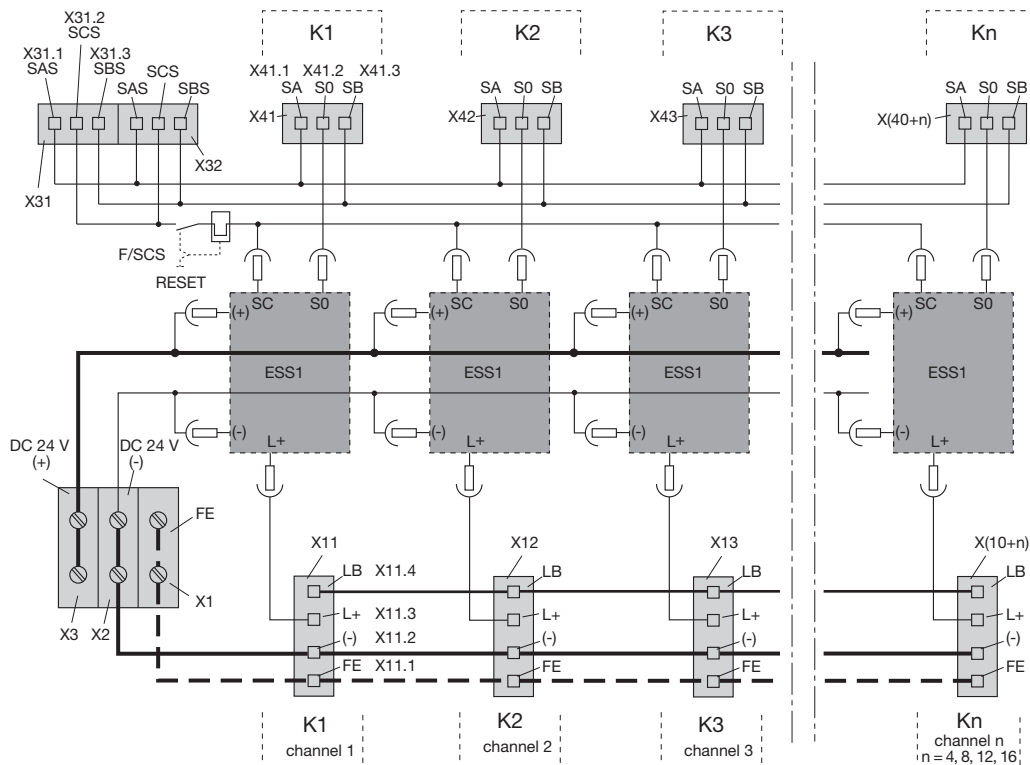 K1 K2 K3 Kn
X31.2
SCS
X31.1
SAS
X31.3
SBS
SAS SCS SBS
X41.1 X41.2 X41.3
SA S0 SB
SA S0 SB
SA S0 SB
SA S0 SB
X41 X42 X43 X(40+n)
X32
X31
F/SCS
RESET
SC S0 SC S0 SC S0 SC S0
(+) (+) (+) (+)
ESS1 ESS1 ESS1 ESS1
(-) (-) (-) (-)
L+ L+ L+ L+
DC 24 V
(+)
DC 24 V
(-)
FE
X1
X3 X2
X11 X12 X13 X(10+n)
LB X11.4 LB LB LB
L+ X11.3 L+ L+ L+
(-) X11.2 (-) (-) (-)
FE X11.1 FE FE FE
K1
channel 1
K2
channel 2
K3
channel 3
Kn
channel n
n = 4, 8, 12, 16